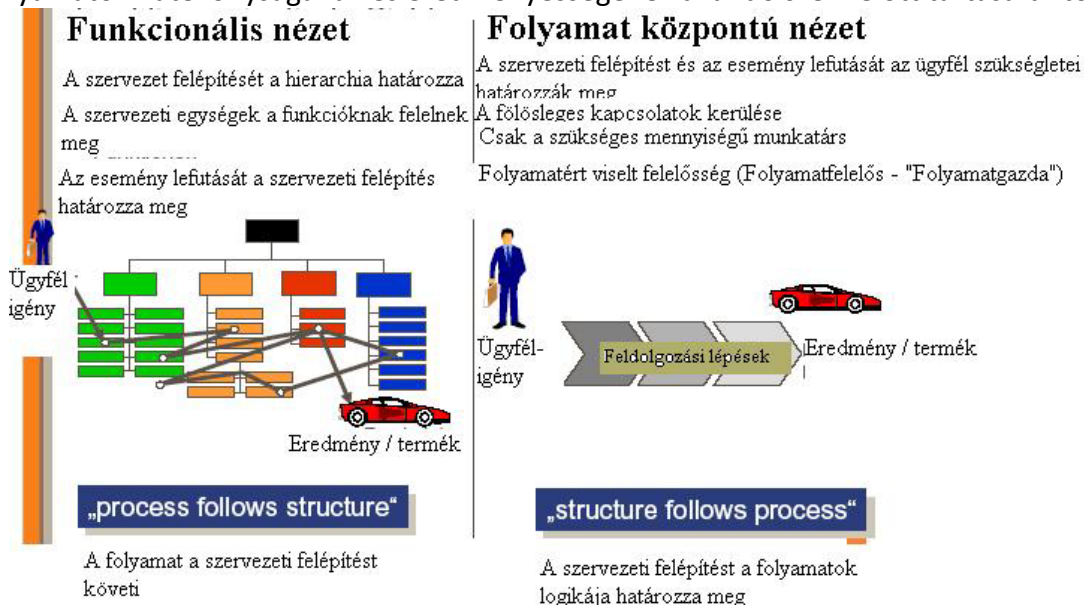 Funkcionális nézet
A szervezet felépítését a hierarchia határozza
A szervezeti egységek a funkcióknak felelnek
meg
Az esemény lefutását a szervezeti felépítés
határozza meg
Ügyfél
igény
Eredmény / termék
„process follows structure“
A folyamat a szervezeti felépítést
követi
Folyamat központú nézet
A szervezeti felépítést és az esemény lefutását az ügyfél szükségletei
határozzák meg
A fölösleges kapcsolatok kerülése
Csak a szükséges mennyiségű munkatárs
Folyamatért viselt felelősség (Folyamatfelelős - "Folyamatgazda")
Ügyfél-
igény
Feldolgozási lépések
Eredmény / termék
„structure follows process“
A szervezeti felépítést a folyamatok
logikája határozza meg